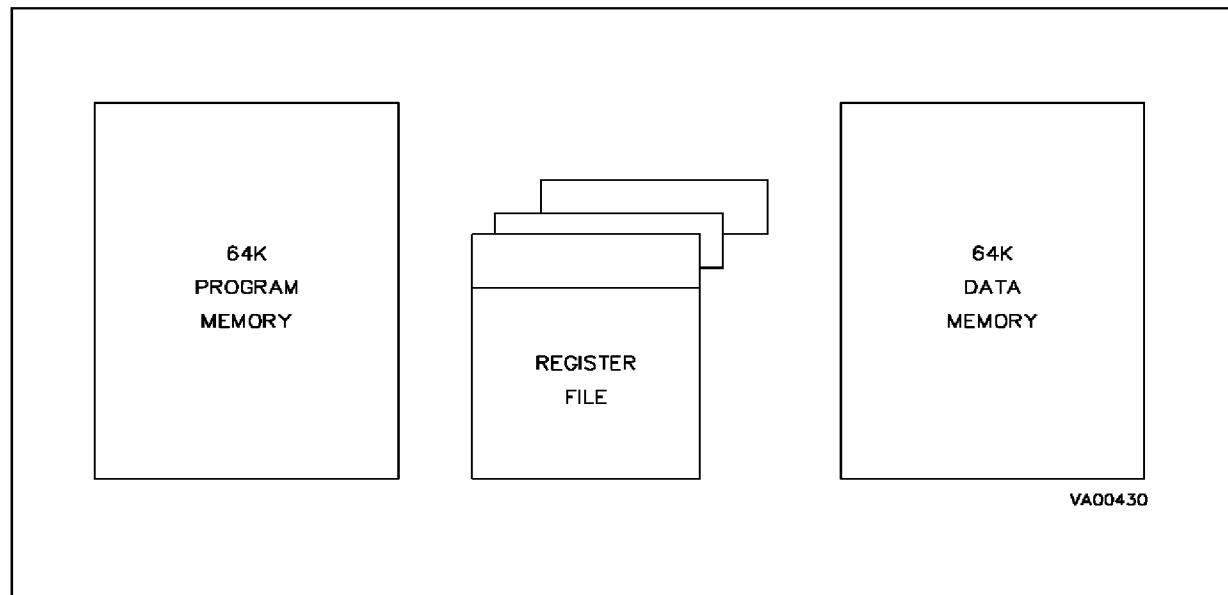 64K
PROGRAM
MEMORY
REGISTER
FILE
64K
DATA
MEMORY
VA00430